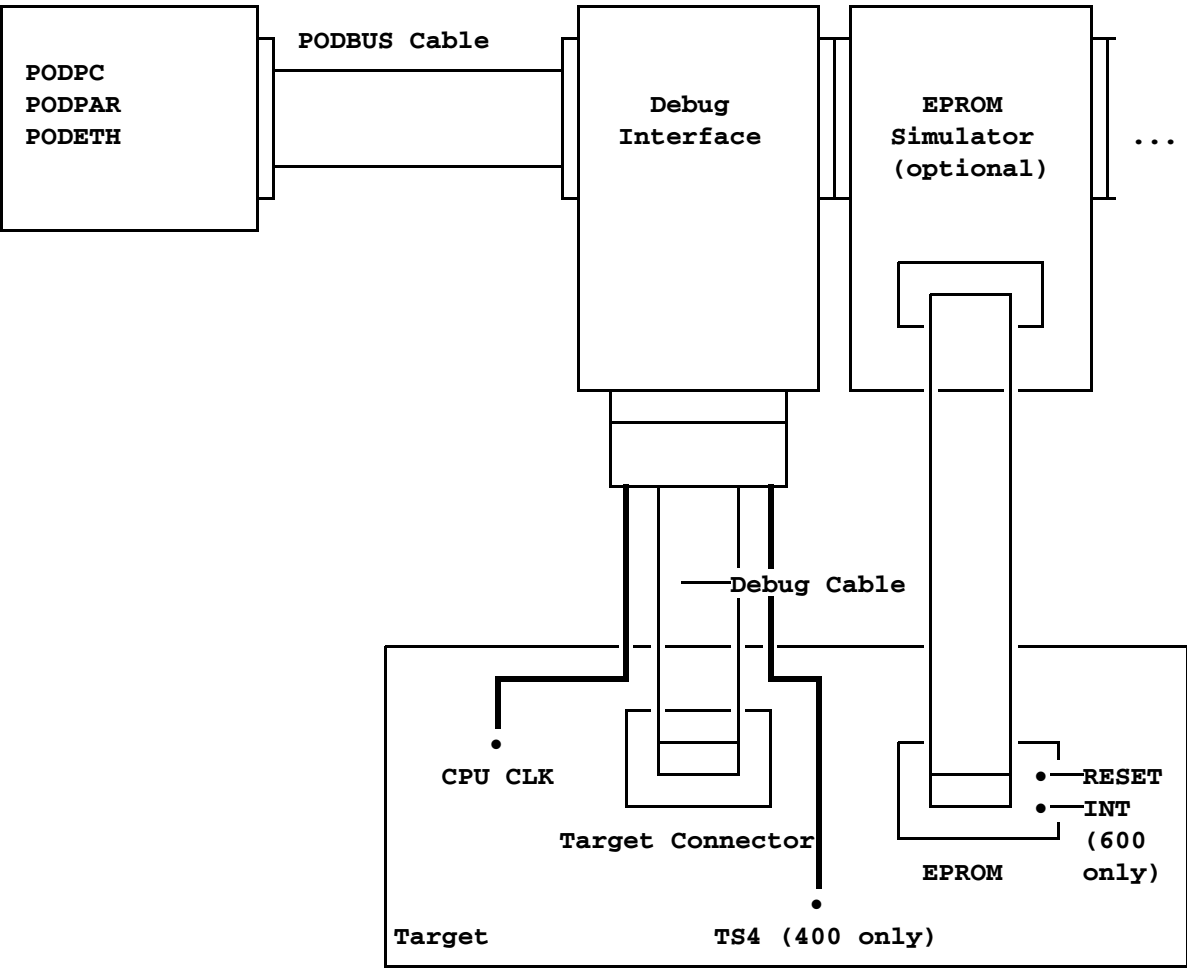 PODBUS Cable
PODPC
PODPAR
PODETH
Debug
Interface
EPROM
Simulator
(optional)
...
Debug Cable
CPU CLK
Target Connector
RESET
INT
(600
only)
EPROM
TS4 (400 only)
Target